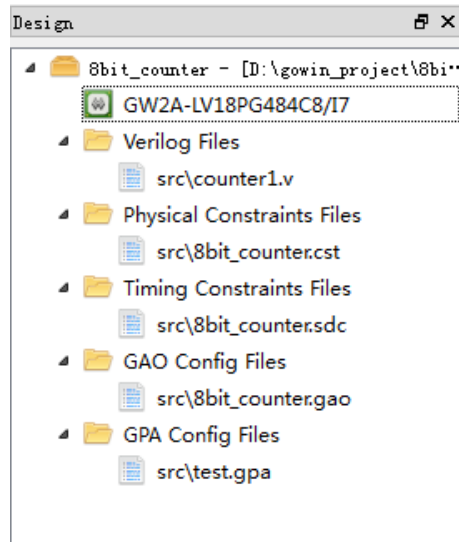 Design
8bit_counter - [D:\gowin_project\8bi…
GW2A-LV18PG484C8/I7
Verilog Files
src\counter1.v
Physical Constraints Files
src\8bit_counter.cst
Timing Constraints Files
src\8bit_counter.sdc
GAO Config Files
src\8bit_counter.gao
GPA Config Files
src\test.gpa